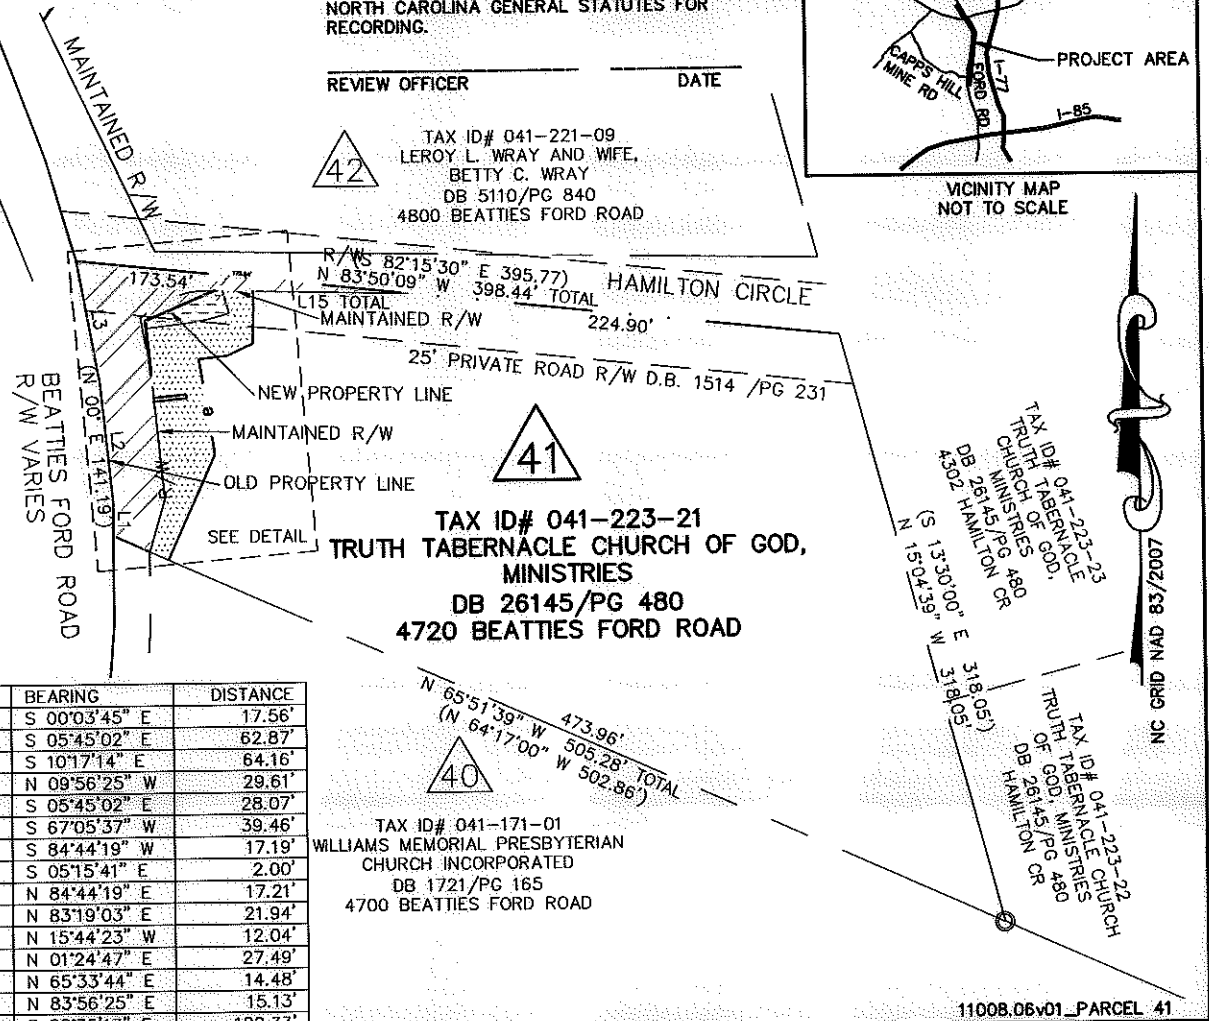 NORTH CAROLINA GENERAL STATUTES FOR
RECORDING.
REVIEW OFFICER
DATE
MAINTAINED R/W
42
TAX ID# 041-221-09
LEROY L. WRAY AND WIFE,
BETTY C. WRAY
DB 5110/PG 840
4800 BEATTIES FORD ROAD
CAPPS HILL
MINE RD
FORD RD
I-77
PROJECT AREA
I-85
VICINITY MAP
NOT TO SCALE
R/W
(S 82°15'30" E 395.77)
N 83°50'09" W 398.44' TOTAL
HAMILTON CIRCLE
173.54'
L15 TOTAL
MAINTAINED R/W
224.90'
25' PRIVATE ROAD R/W D.B. 1514 /PG 231
L3
(N 00° E 141.19')
L2
L1
NEW PROPERTY LINE
MAINTAINED R/W
OLD PROPERTY LINE
SEE DETAIL
BEATTIES FORD ROAD
R/W VARIES
41
TAX ID# 041-223-21
TRUTH TABERNACLE CHURCH OF GOD,
MINISTRIES
DB 26145/PG 480
4720 BEATTIES FORD ROAD
TAX ID# 041-223-23
TRUTH TABERNACLE
CHURCH OF GOD,
MINISTRIES
DB 26145/PG 480
4302 HAMILTON CR
(S 13°30'00" E 318.05')
N 15°04'39" W 318.05'
NC GRID NAD 83/2007
TAX ID# 041-223-22
TRUTH TABERNACLE CHURCH
OF GOD, MINISTRIES
DB 26145/PG 480
HAMILTON CR
473.96'
N 65°51'39" W 505.28' TOTAL
(N 64°17'00" W 502.86')
40
TAX ID# 041-171-01
WILLIAMS MEMORIAL PRESBYTERIAN
CHURCH INCORPORATED
DB 1721/PG 165
4700 BEATTIES FORD ROAD
BEARING DISTANCE
S 00°03'45" E 17.56'
S 05°45'02" E 62.87'
S 10°17'14" E 64.16'
N 09°56'25" W 29.61'
S 05°45'02" E 28.07'
S 67°05'37" W 39.46'
S 84°44'19" W 17.19'
S 05°15'41" E 2.00'
N 84°44'19" E 17.21'
N 83°19'03" E 21.94'
N 15°44'23" W 12.04'
N 01°24'47" E 27.49'
N 65°33'44" E 14.48'
N 83°56'25" E 15.13'
11008.06v01_PARCEL 41